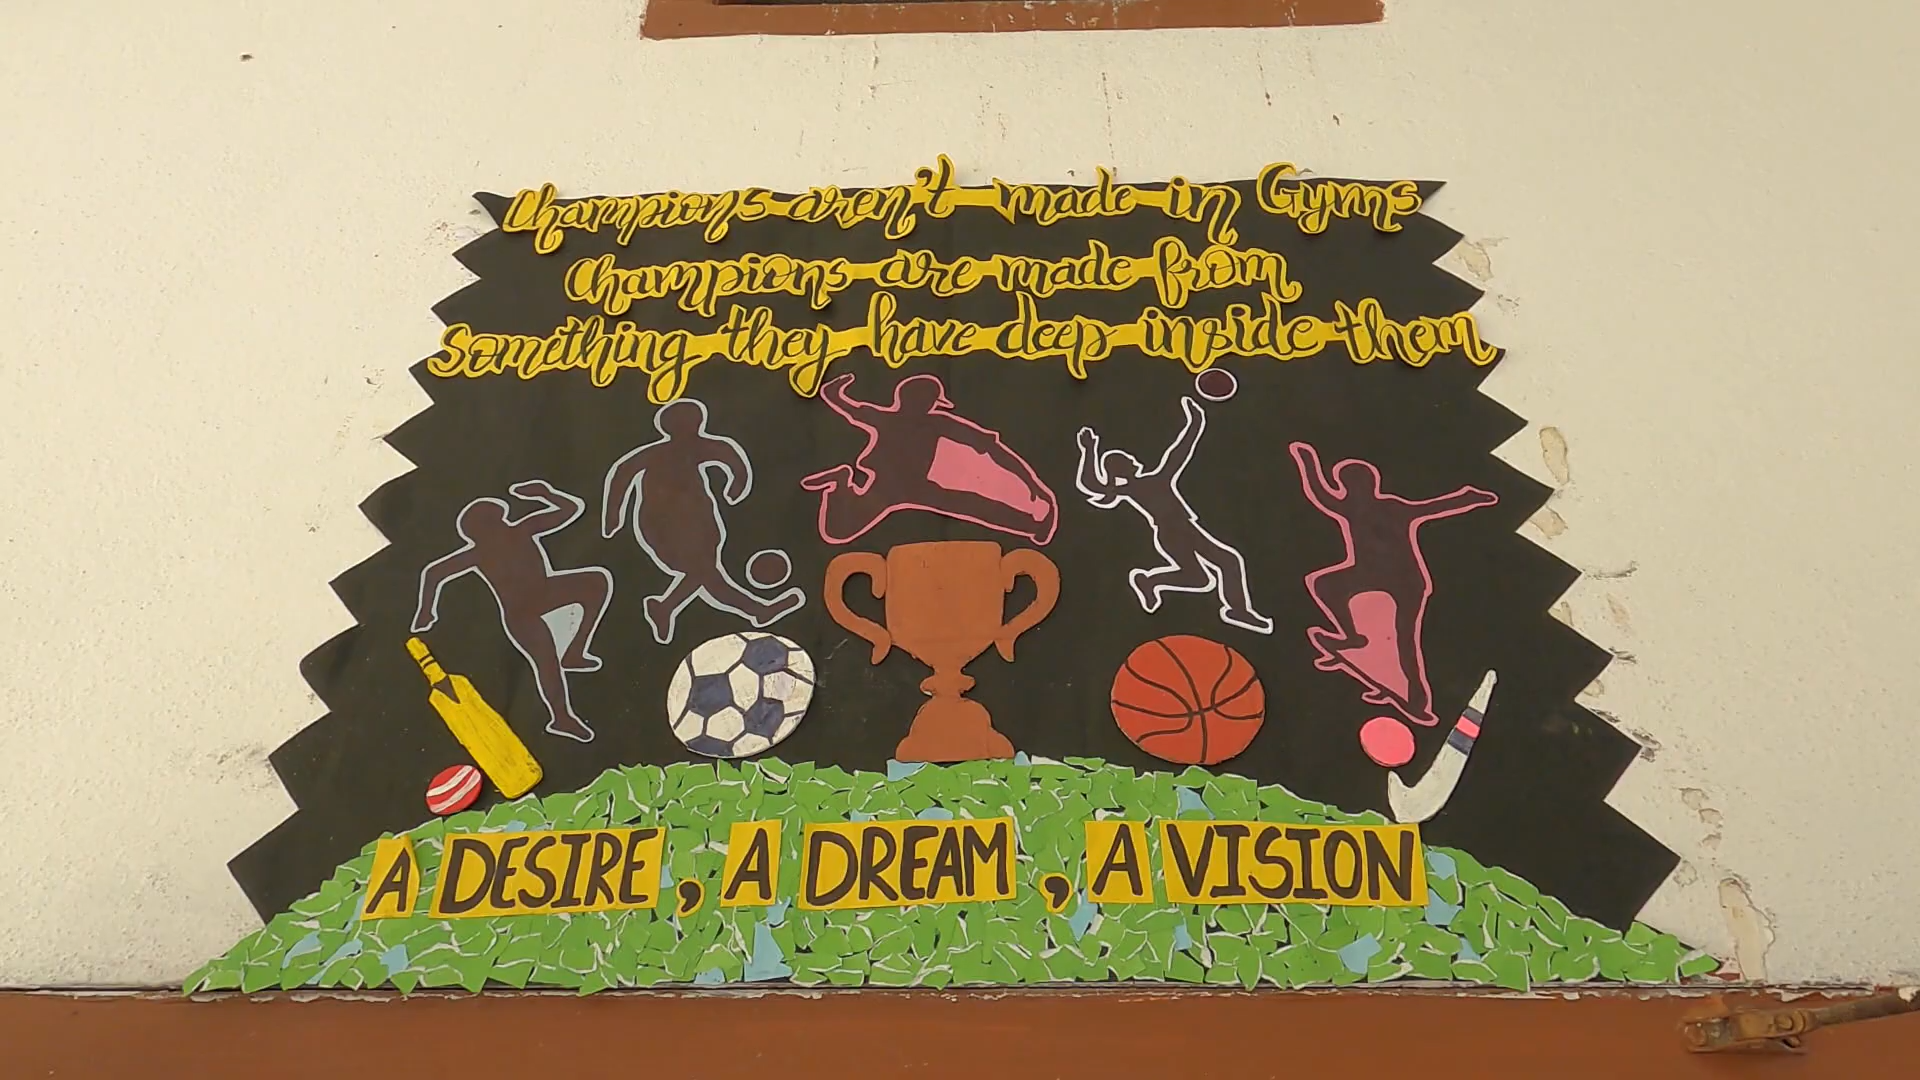 Champions aren't made in Gyms
Champions are made from
Something they have deep inside them
A DESIRE, A DREAM, A VISION